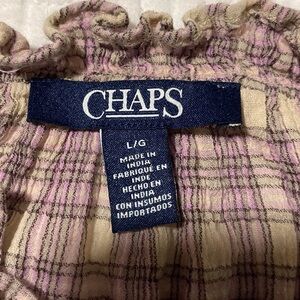 CHAPS
L/G
MADE IN
INDIA
FABRIQUÉ EN
INDE
HECHO EN
INDIA
CON INSUMOS
IMPORTADOS